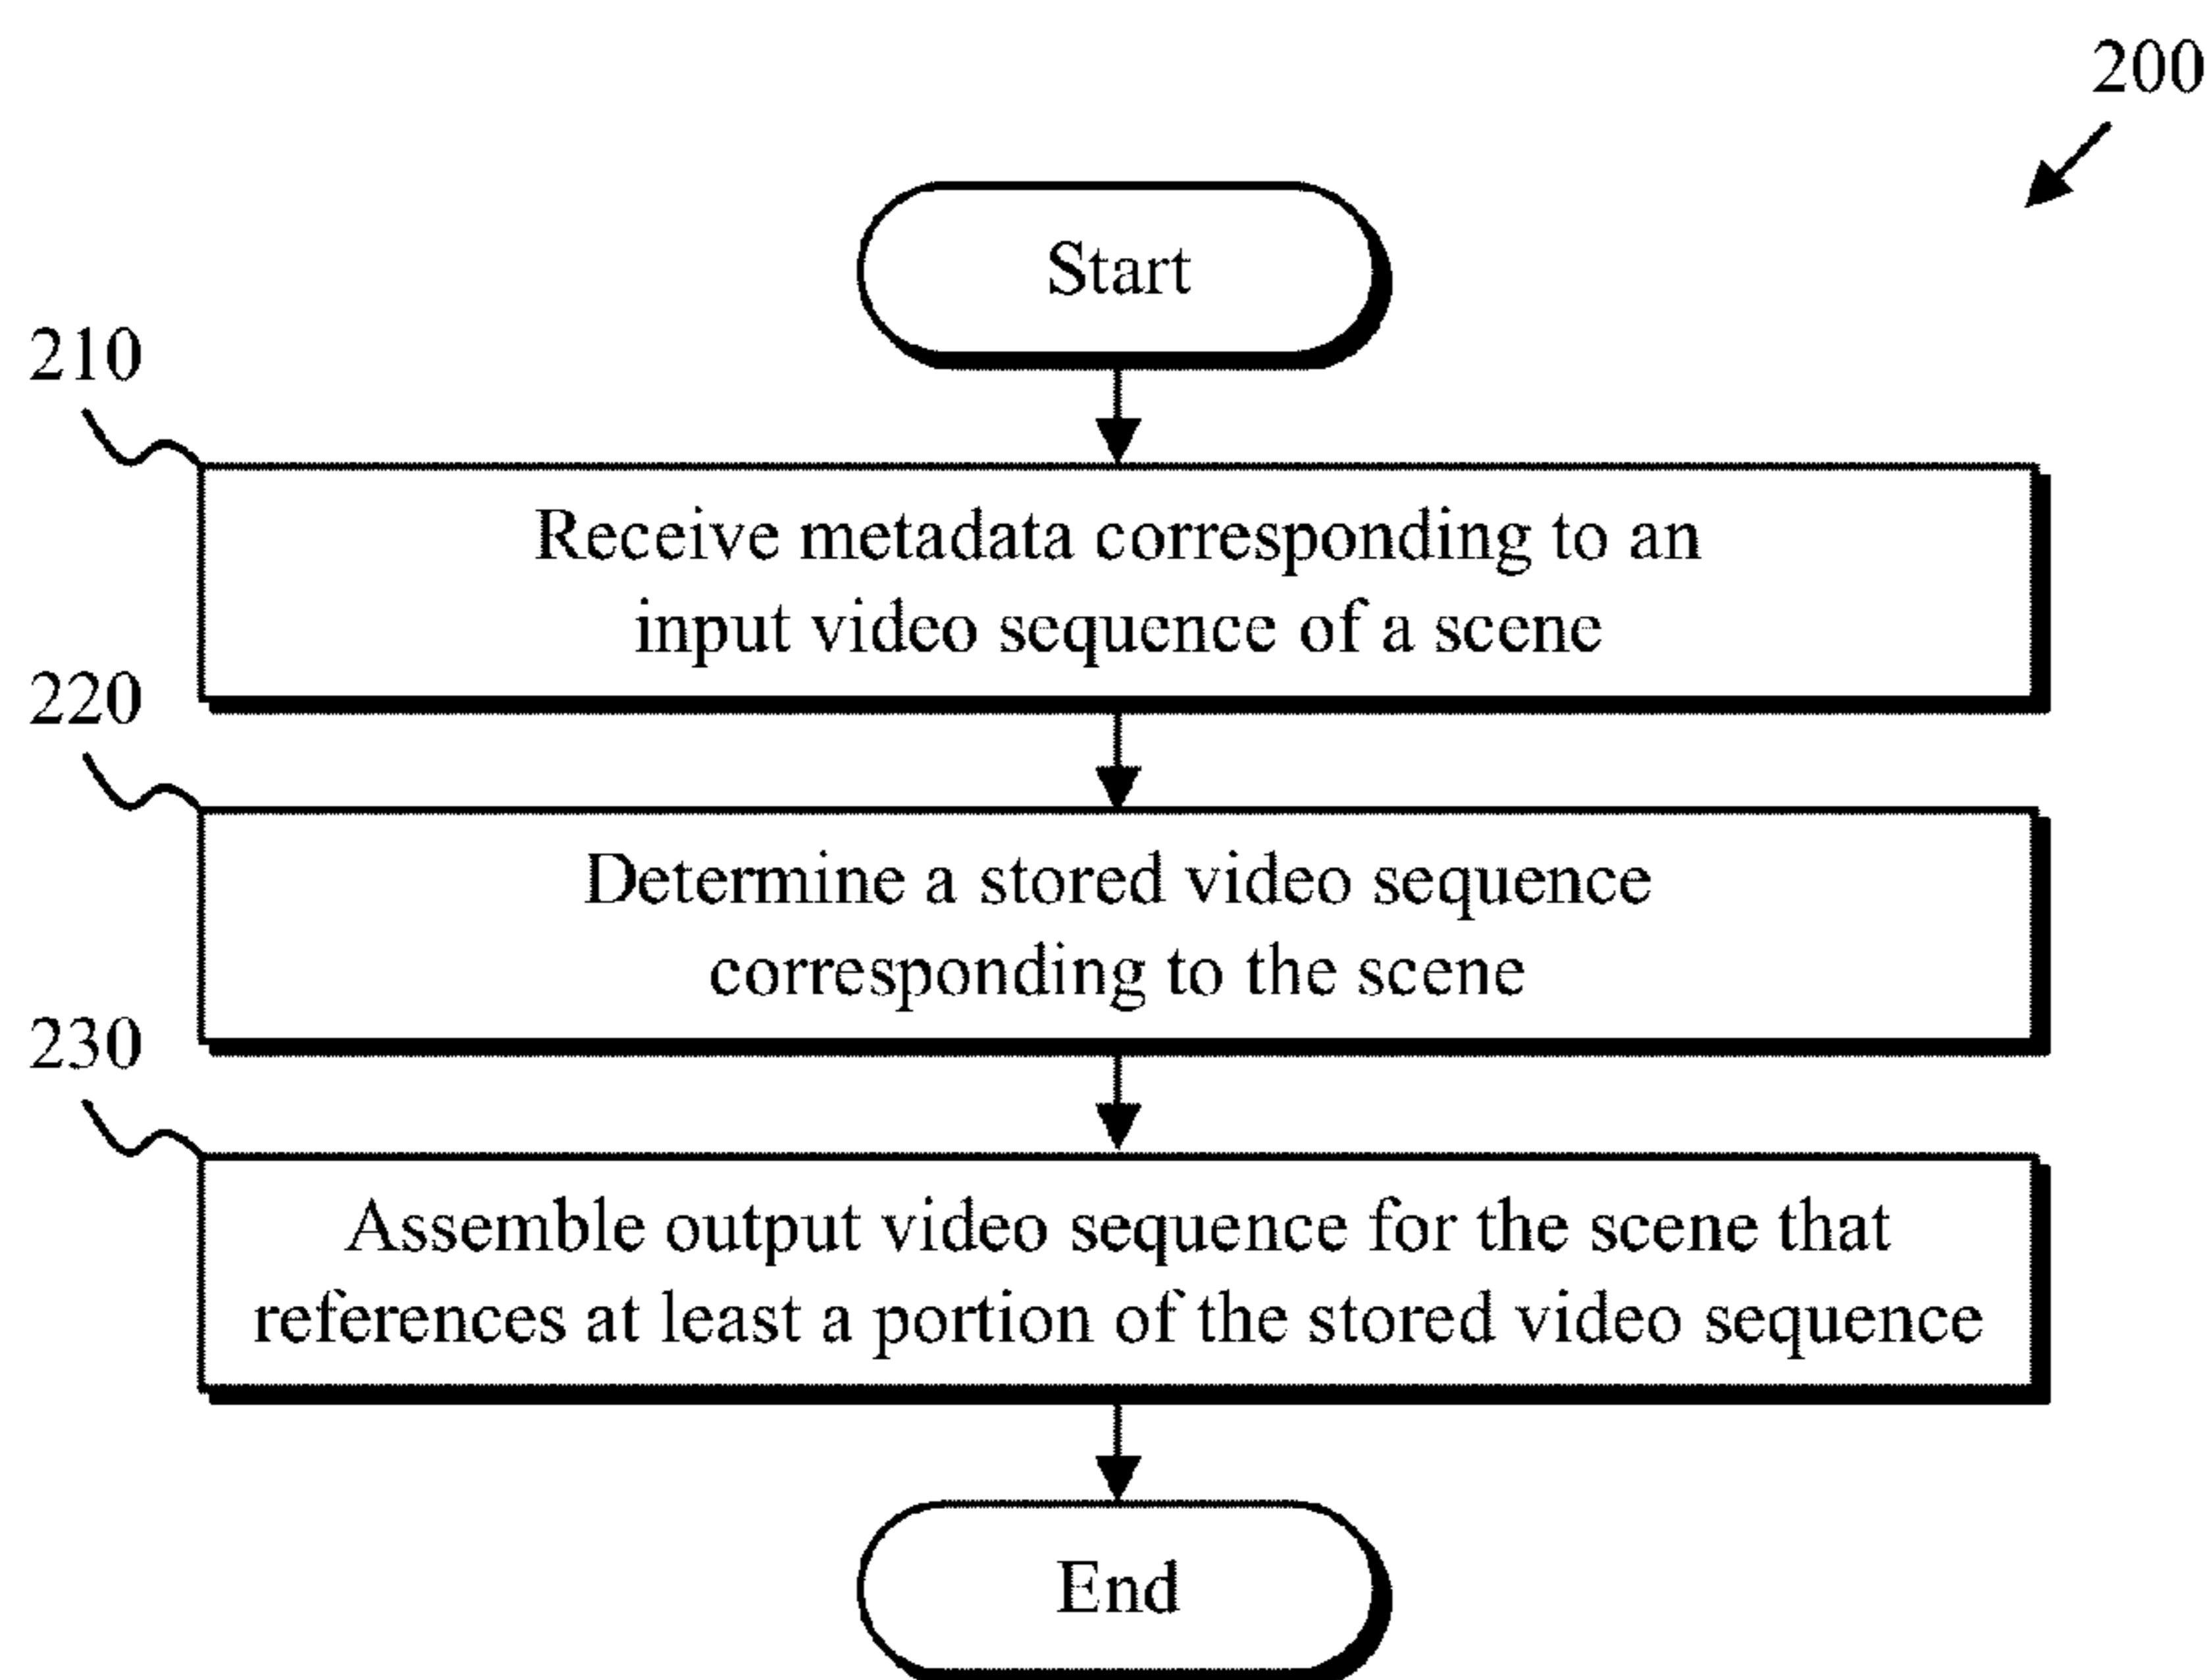 200
Start
210
Receive metadata corresponding to an
input video sequence of a scene
220
Determine a stored video sequence
corresponding to the scene
230
Assemble output video sequence for the scene that
references at least a portion of the stored video sequence
End